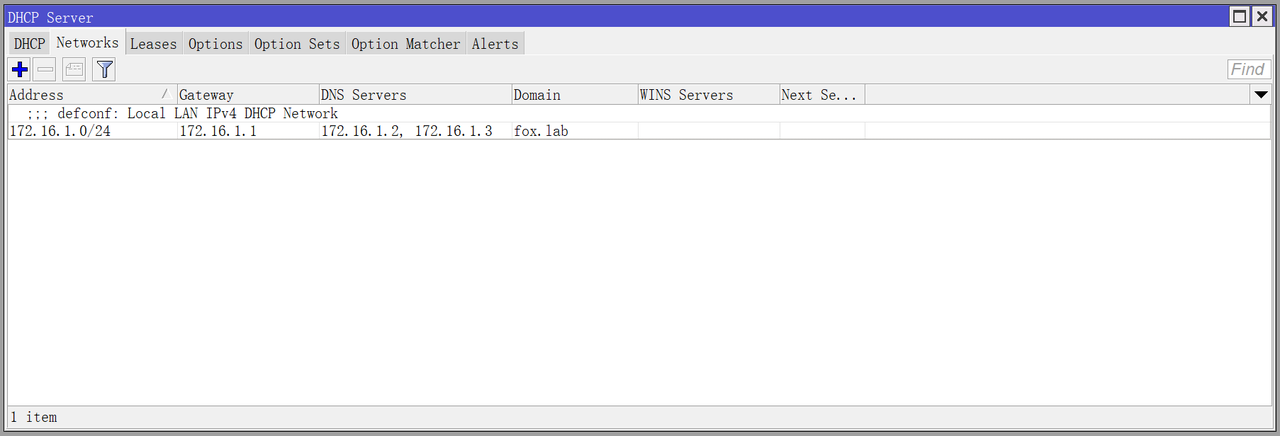 DHCP Server
DHCP Networks Leases Options Option Sets Option Matcher Alerts
Find
Address Gateway DNS Servers Domain WINS Servers Next Se...
;;; defconf: Local LAN IPv4 DHCP Network
172.16.1.0/24 172.16.1.1 172.16.1.2, 172.16.1.3 fox.lab
1 item